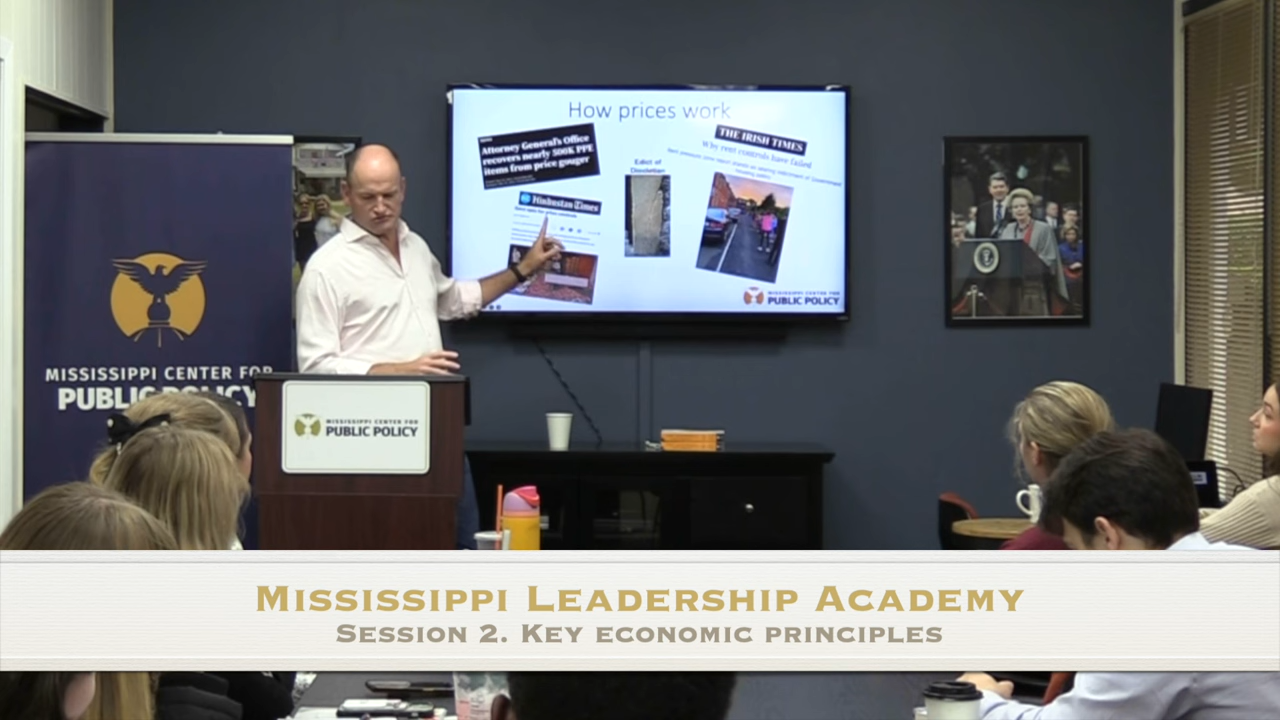 How prices work
Attorney General's Office
recovers nearly 500K PPE
items from price gouger
Hindustan Times
Edict of
Diocletian
THE IRISH TIMES
Why rent controls have failed
MISSISSIPPI CENTER FOR
PUBLIC POLICY
MISSISSIPPI CENTER FOR
PUBLIC POLICY
MISSISSIPPI CENTER FOR
PUBLIC POLICY
MISSISSIPPI LEADERSHIP ACADEMY
SESSION 2. KEY ECONOMIC PRINCIPLES